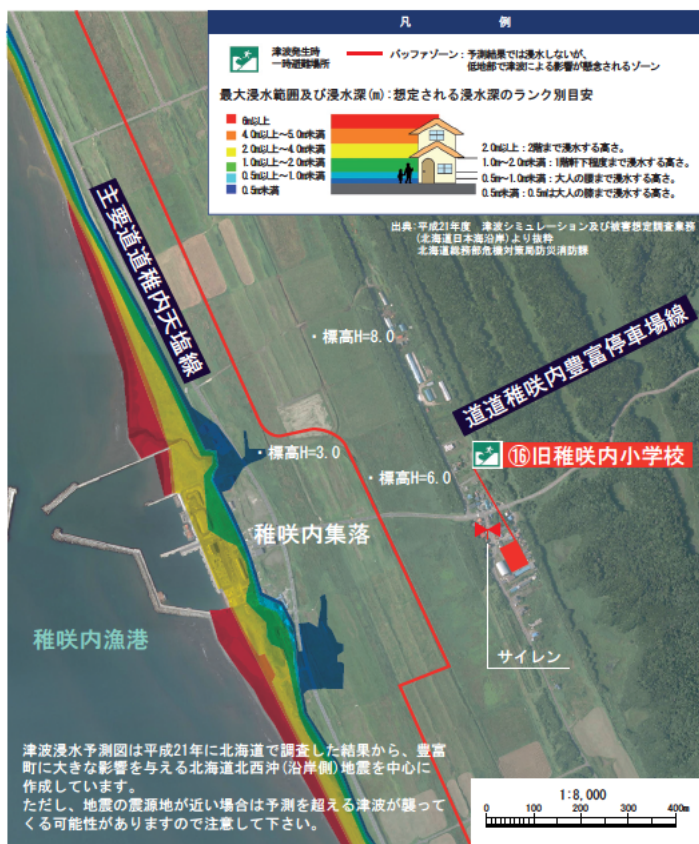 凡　　例
津波発生時
一時避難場所
バッファゾーン：予測結果では浸水しないが、
低地部で津波による影響が懸念されるゾーン
最大浸水範囲及び浸水深(m)：想定される浸水深のランク別目安
6m以上
4.0m以上～5.0m未満
2.0m以上～4.0m未満
1.0m以上～2.0m未満
0.5m以上～1.0m未満
0.5m未満
2.0m以上：2階まで浸水する高さ。
1.0m～2.0m未満：1階軒下程度まで浸水する高さ。
0.5m～1.0m未満：大人の腰まで浸水する高さ。
0.5m未満：0.5mは大人の膝まで浸水する高さ。
出典：平成21年度　津波シミュレーション及び被害想定調査業務
(北海道日本海沿岸)より抜粋
北海道総務部危機対策局防災消防課
主要道道稚内天塩線
・標高H=8.0
道道稚咲内豊富停車場線
⑯旧稚咲内小学校
・標高H=3.0
・標高H=6.0
稚咲内集落
稚咲内漁港
サイレン
津波浸水予測図は平成21年に北海道で調査した結果から、豊富
町に大きな影響を与える北海道北西沖(沿岸側)地震を中心に
作成しています。
ただし、地震の震源地が近い場合は予測を超える津波が襲って
くる可能性がありますので注意して下さい。
1:8,000
0 100 200 300 400m